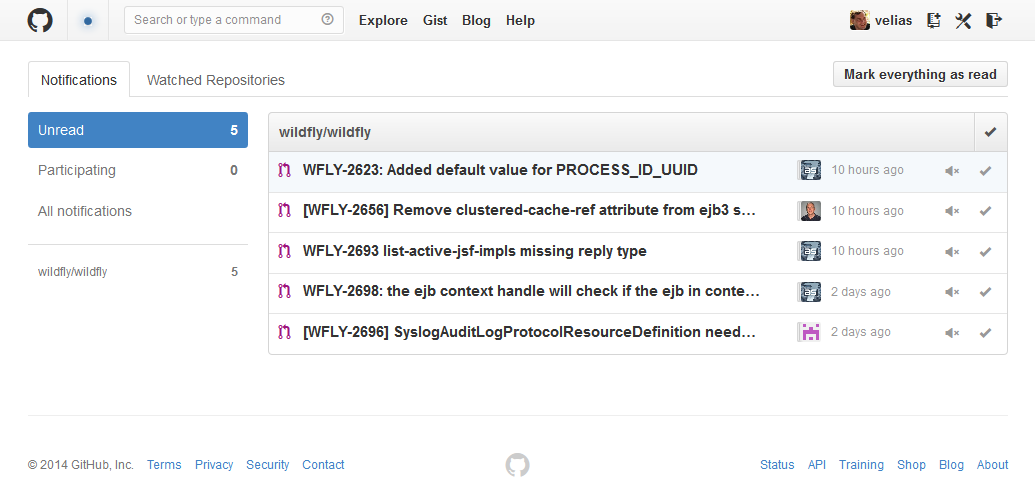 Search or type a command Explore Gist Blog Help velias
Notifications Watched Repositories Mark everything as read
Unread 5
Participating 0
All notifications
wildfly/wildfly 5
wildfly/wildfly
WFLY-2623: Added default value for PROCESS_ID_UUID 10 hours ago
[WFLY-2656] Remove clustered-cache-ref attribute from ejb3 s… 10 hours ago
WFLY-2693 list-active-jsf-impls missing reply type 10 hours ago
WFLY-2698: the ejb context handle will check if the ejb in conte… 2 days ago
[WFLY-2696] SyslogAuditLogProtocolResourceDefinition need… 2 days ago
© 2014 GitHub, Inc. Terms Privacy Security Contact Status API Training Shop Blog About